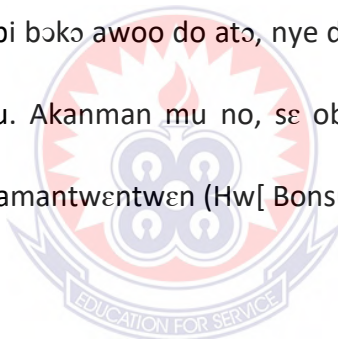 bi bɔkɔ awoo do atɔ, nye d
u. Akanman mu no, sɛ ob
amantwɛntwɛn (Hw[ Bons
EDUCATION FOR SERVICE